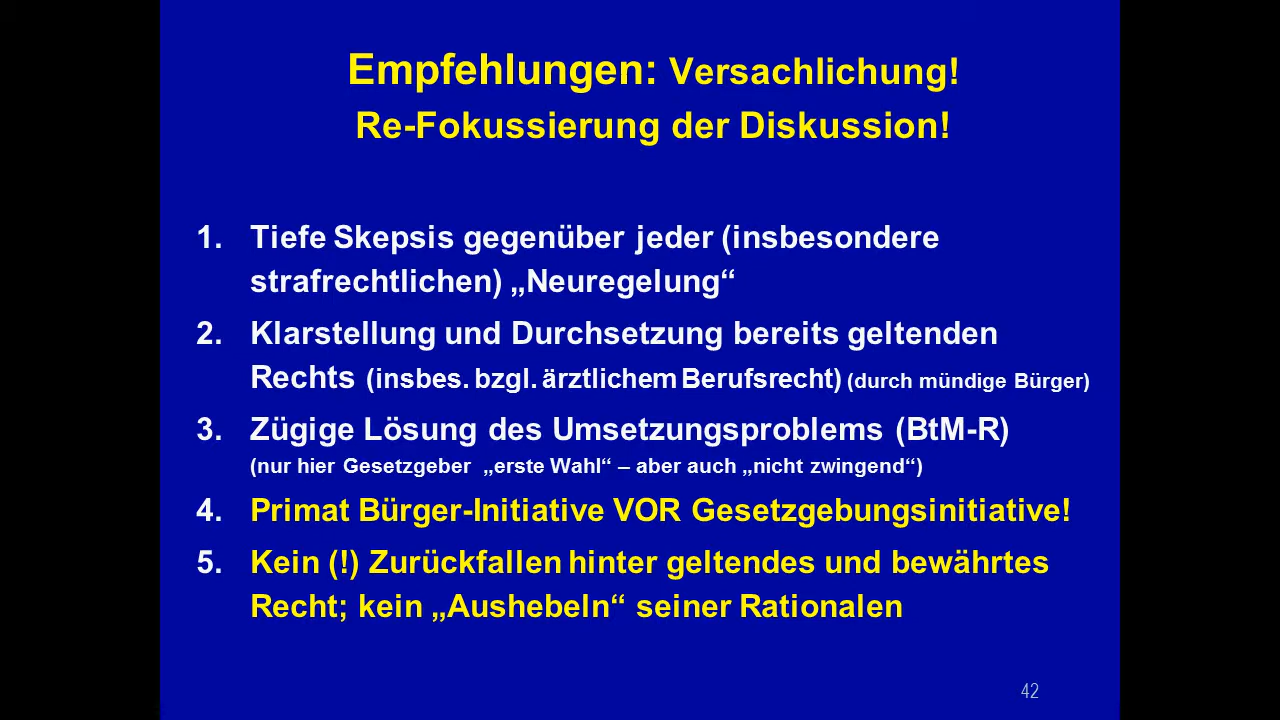 Empfehlungen: Versachlichung!
Re-Fokussierung der Diskussion!
1. Tiefe Skepsis gegenüber jeder (insbesondere
strafrechtlichen) „Neuregelung“
2. Klarstellung und Durchsetzung bereits geltenden
Rechts (insbes. bzgl. ärztlichem Berufsrecht) (durch mündige Bürger)
3. Zügige Lösung des Umsetzungsproblems (BtM-R)
(nur hier Gesetzgeber „erste Wahl“ – aber auch „nicht zwingend“)
4. Primat Bürger-Initiative VOR Gesetzgebungsinitiative!
5. Kein (!) Zurückfallen hinter geltendes und bewährtes
Recht; kein „Aushebeln“ seiner Rationalen
42